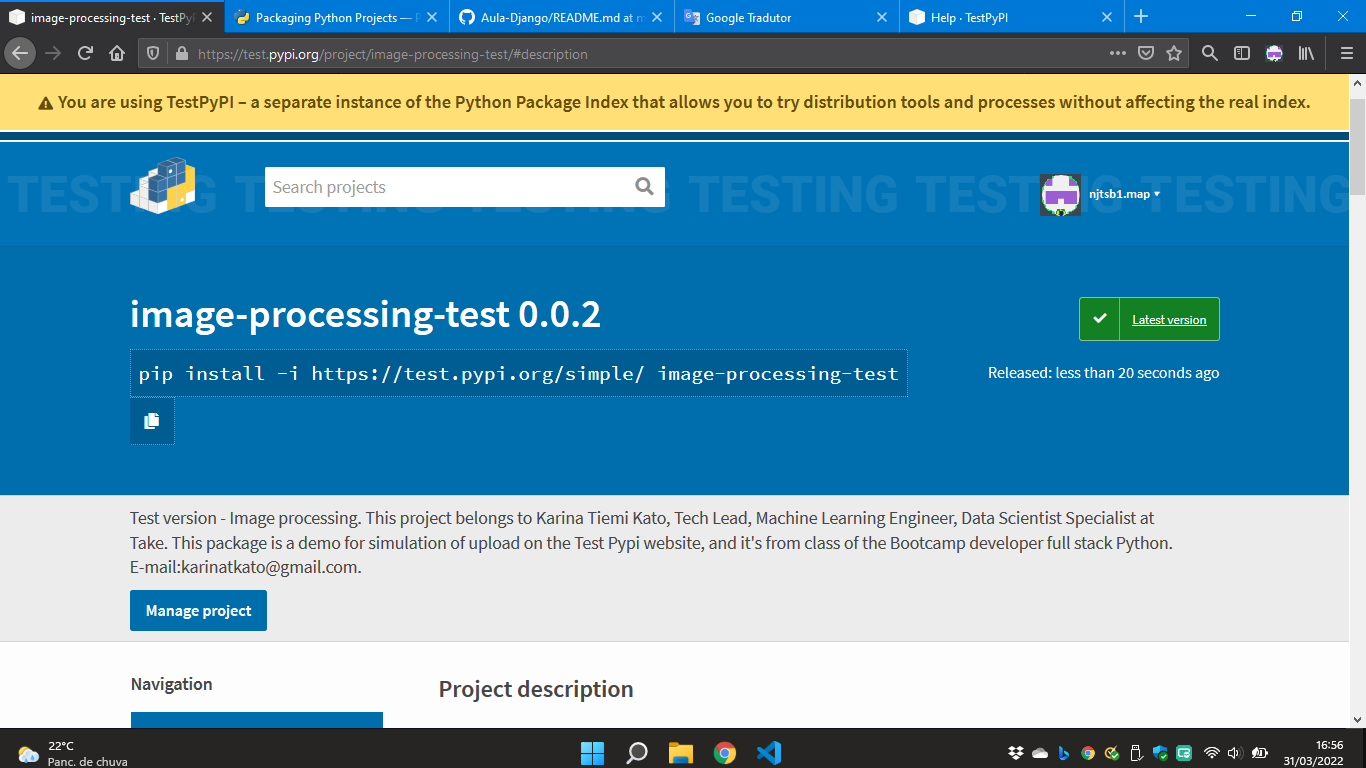 image-processing-test · TestPyP
Packaging Python Projects — P
Aula-Django/README.md at m
Google Tradutor
Help · TestPyPI
https://test.pypi.org/project/image-processing-test/#description
You are using TestPyPI – a separate instance of the Python Package Index that allows you to try distribution tools and processes without affecting the real index.
TESTING TESTING TESTING TESTING TESTING
Search projects
njtsb1.map
image-processing-test 0.0.2
Latest version
pip install -i https://test.pypi.org/simple/ image-processing-test
Released: less than 20 seconds ago
Test version - Image processing. This project belongs to Karina Tiemi Kato, Tech Lead, Machine Learning Engineer, Data Scientist Specialist at
Take. This package is a demo for simulation of upload on the Test Pypi website, and it's from class of the Bootcamp developer full stack Python.
E-mail:karinatkato@gmail.com.
Manage project
Navigation
Project description
22°C
Panc. de chuva
16:56
31/03/2022